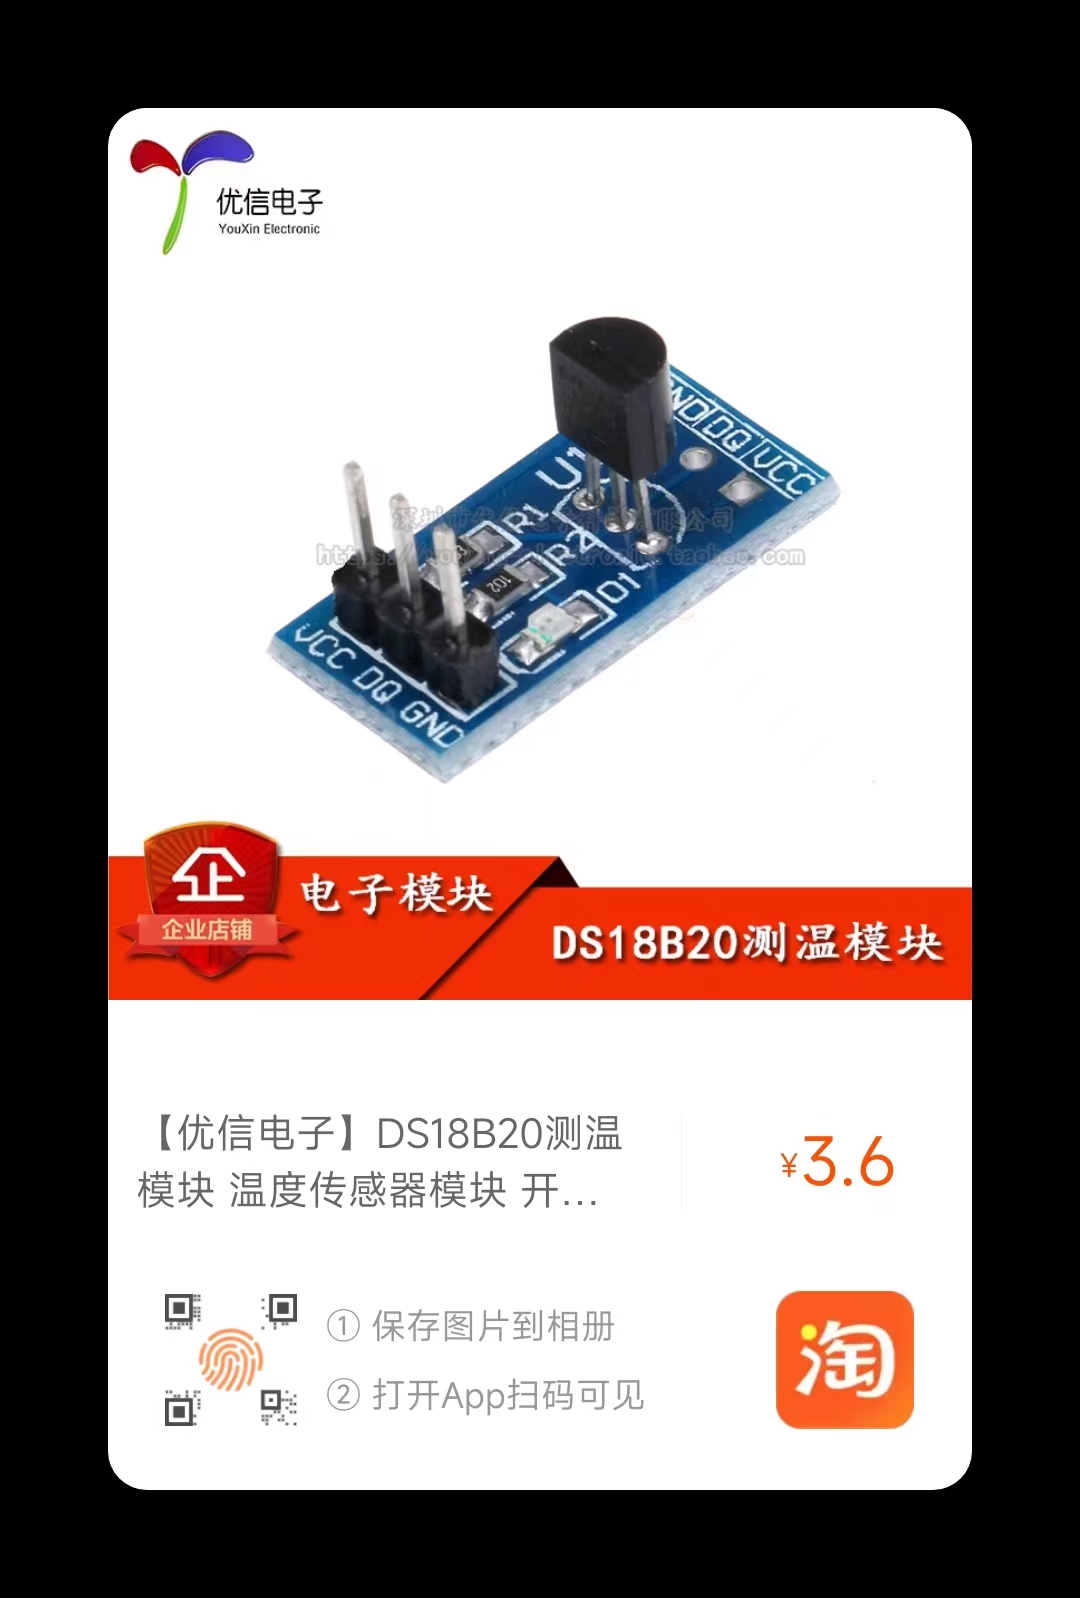 优信电子
YouXin Electronic
GND DQ VCC
U1
R1
R2
102
D1
VCC DQ GND
企
企业店铺
电子模块
DS18B20测温模块
【优信电子】DS18B20测温
模块 温度传感器模块 开...
¥3.6
① 保存图片到相册
② 打开App扫码可见
淘